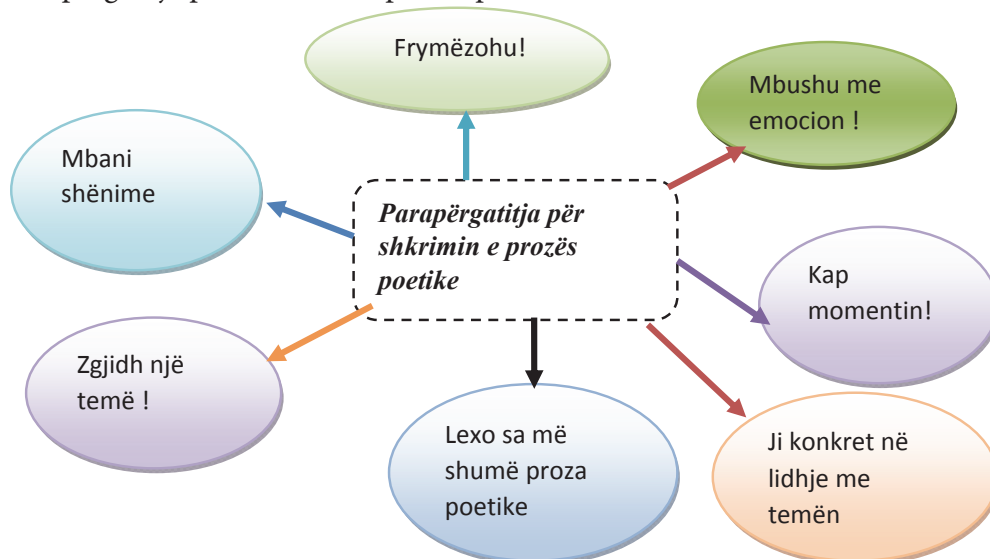 Frymëzohu!
Mbushu me
emocion !
Mbani
shënime
Parapërgatitja për
shkrimin e prozës
poetike
Kap
momentin!
Zgjidh një
temë !
Lexo sa më
shumë proza
poetike
Ji konkret në
lidhje me
temën